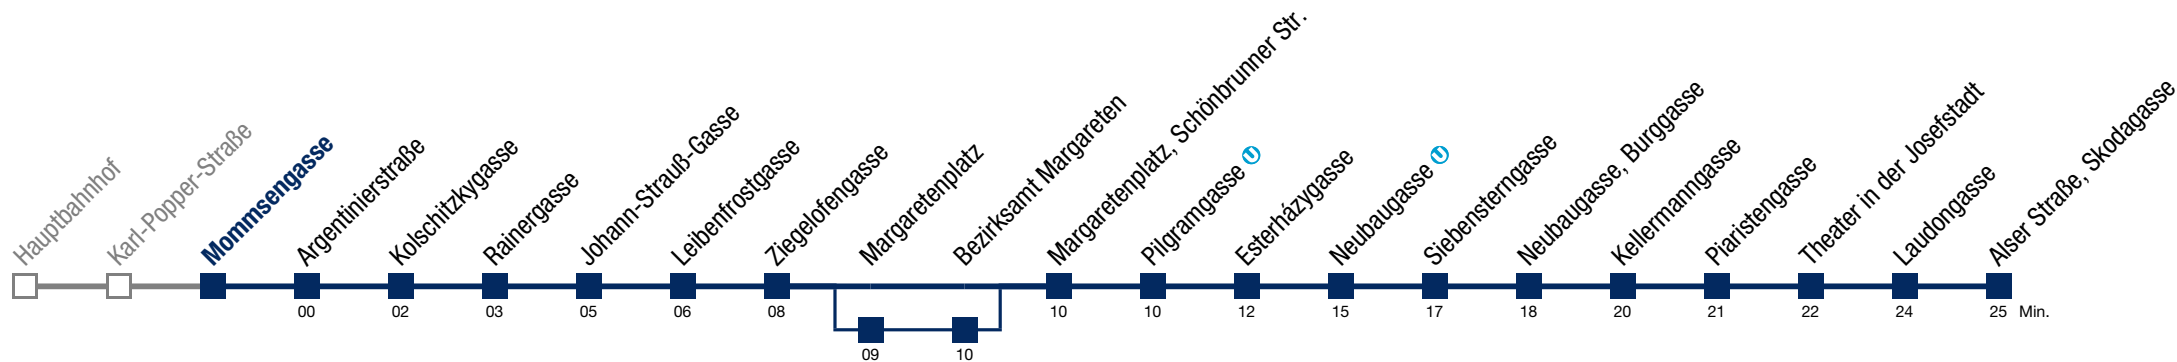 Hauptbahnhof
Karl-Popper-Straße
Mommsengasse
Argentinierstraße
Kolschitzkygasse
Rainergasse
Johann-Strauß-Gasse
Leibenfrostgasse
Ziegelofengasse
Margaretenplatz
Bezirksamt Margareten
Margaretenplatz, Schönbrunner Str.
Pilgramgasse U
Esterházygasse
Neubaugasse U
Siebensterngasse
Neubaugasse, Burggasse
Kellermanngasse
Piaristengasse
Theater in der Josefstadt
Laudongasse
Alser Straße, Skodagasse
00 02 03 05 06 08 10 10 12 15 17 18 20 21 22 24 25 Min.
09 10